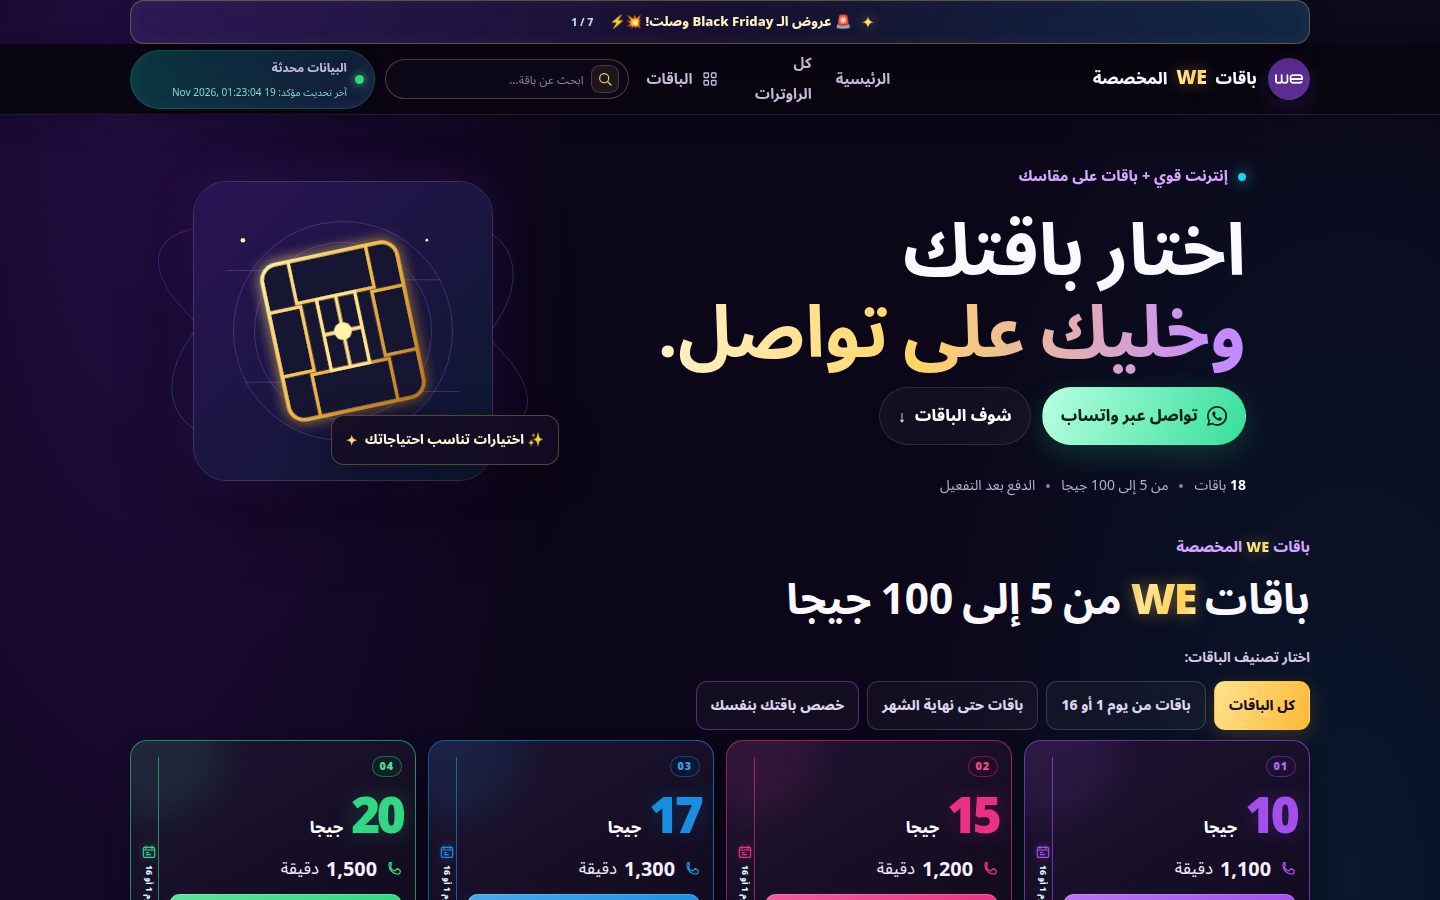 ✦ 🚨 عروض الـ Black Friday وصلت! 💥⚡ 1 / 7
we باقات WE المخصصة
الرئيسية
كل الراوترات
الباقات
ابحث عن باقة...
البيانات محدثة
آخر تحديث مؤكد: 19 Nov 2026, 01:23:04
إنترنت قوي + باقات على مقاسك
اختار باقتك
وخليك على تواصل.
تواصل عبر واتساب
شوف الباقات ↓
18 باقات • من 5 إلى 100 جيجا • الدفع بعد التفعيل
✨ اختيارات تناسب احتياجاتك ✦
باقات WE المخصصة
باقات WE من 5 إلى 100 جيجا
اختار تصنيف الباقات:
كل الباقات
باقات من يوم 1 أو 16
باقات حتى نهاية الشهر
خصص باقتك بنفسك
01
10 جيجا
1,100 دقيقة
02
15 جيجا
1,200 دقيقة
03
17 جيجا
1,300 دقيقة
04
20 جيجا
1,500 دقيقة